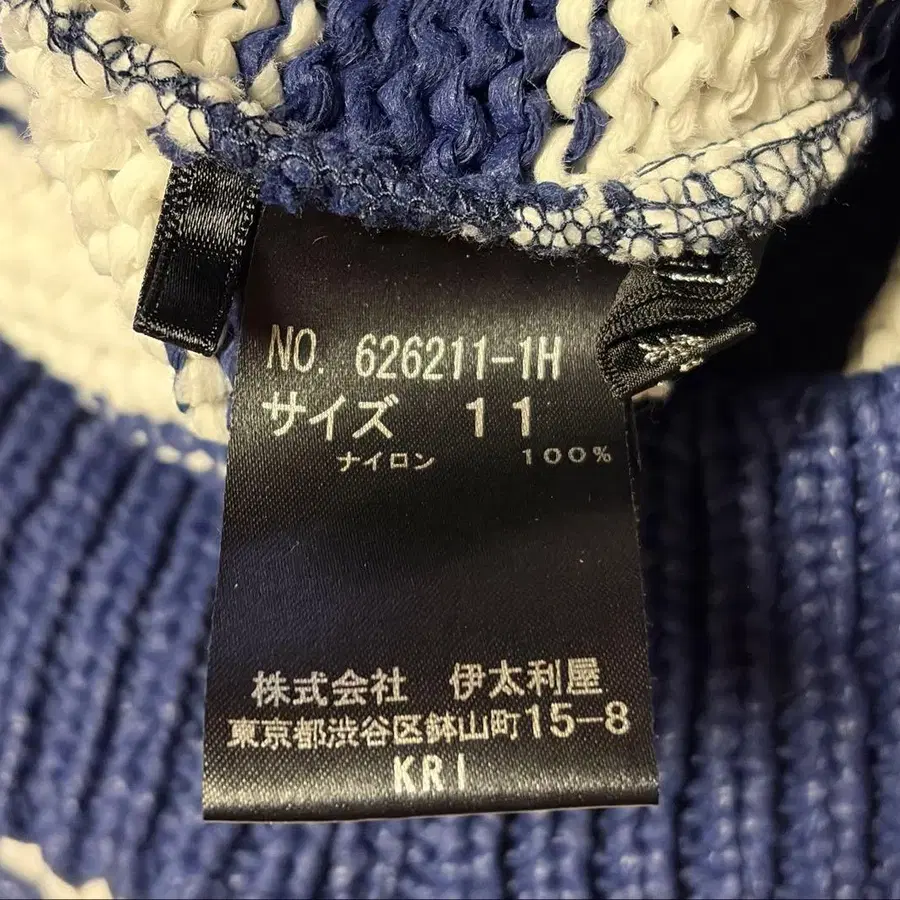 NO. 626211-1H
サイズ 11
ナイロン 100%
株式会社 伊太利屋
東京都渋谷区鉢山町15-8
KRI